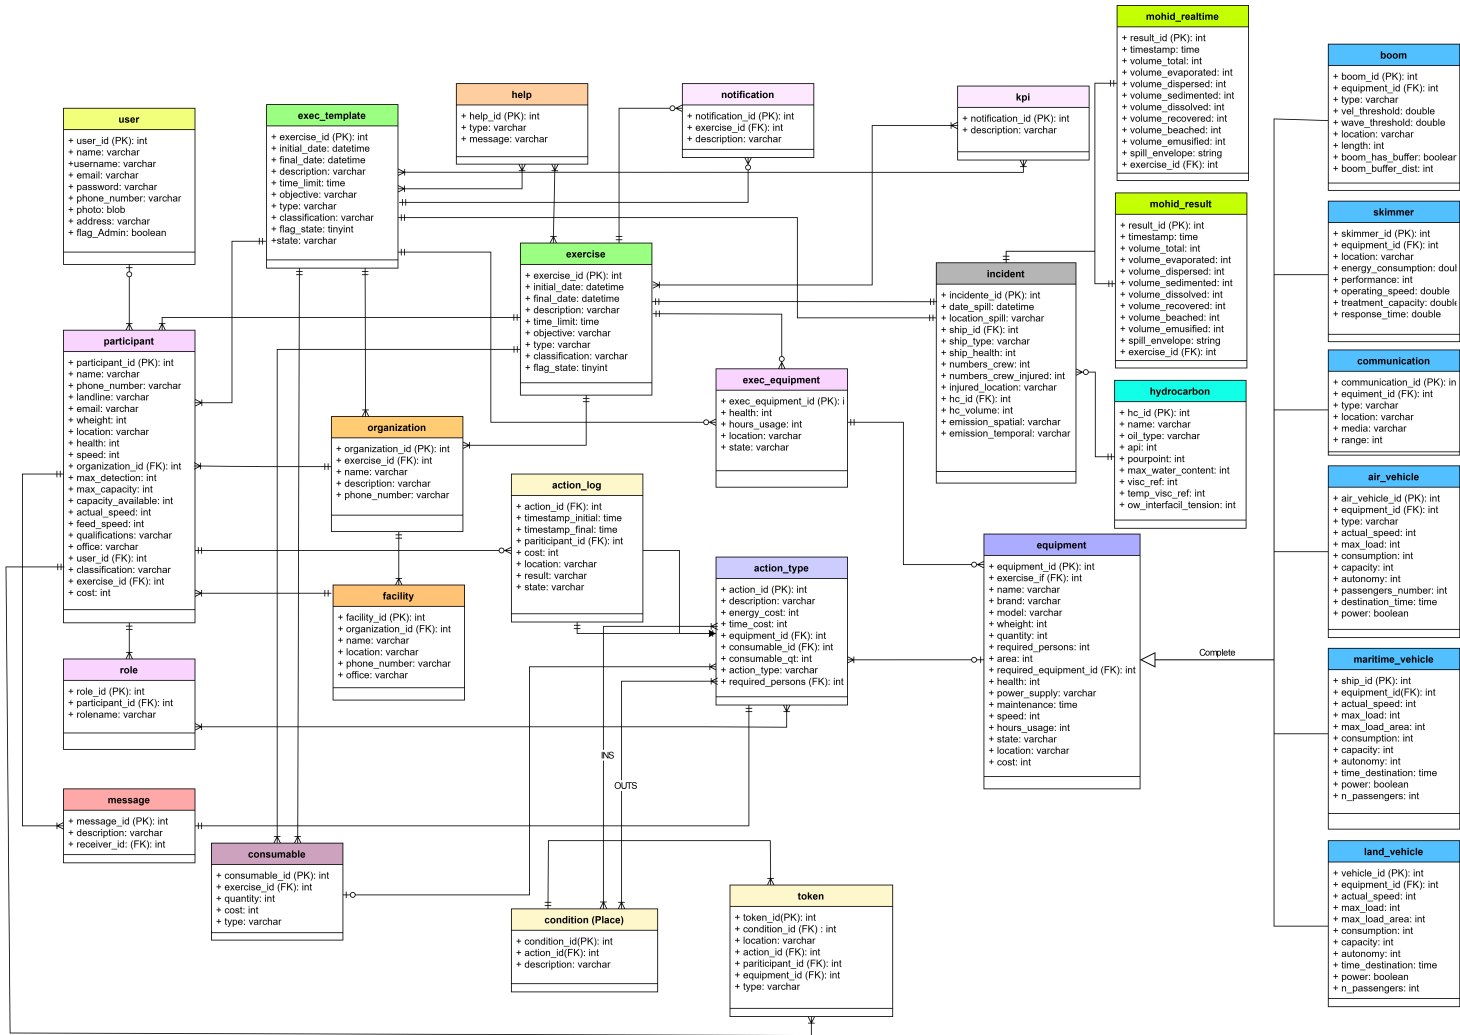 user
+ user_id (PK): int
+ name: varchar
+username: varchar
+ email: varchar
+ password: varchar
+ phone_number: varchar
+ photo: blob
+ address: varchar
+ flag_Admin: boolean
exec_template
+ exercise_id (PK): int
+ initial_date: datetime
+ final_date: datetime
+ description: varchar
+ time_limit: time
+ objective: varchar
+ type: varchar
+ classification: varchar
+ flag_state: tinyint
+state: varchar
help
+ help_id (PK): int
+ type: varchar
+ message: varchar
notification
+ notification_id (PK): int
+ exercise_id (FK): int
+ description: varchar
kpi
+ notification_id (PK): int
+ description: varchar
mohid_realtime
+ result_id (PK): int
+ timestamp: time
+ volume_total: int
+ volume_evaporated: int
+ volume_dispersed: int
+ volume_sedimented: int
+ volume_dissolved: int
+ volume_recovered: int
+ volume_beached: int
+ volume_emusified: int
+ spill_envelope: string
+ exercise_id (FK): int
boom
+ boom_id (PK): int
+ equipment_id (FK): int
+ type: varchar
+ vel_threshold: double
+ wave_threshold: double
+ location: varchar
+ length: int
+ boom_has_buffer: boolear
+ boom_buffer_dist: int
mohid_result
+ result_id (PK): int
+ timestamp: time
+ volume_total: int
+ volume_evaporated: int
+ volume_dispersed: int
+ volume_sedimented: int
+ volume_dissolved: int
+ volume_recovered: int
+ volume_beached: int
+ volume_emusified: int
+ spill_envelope: string
+ exercise_id (FK): int
skimmer
+ skimmer_id (PK): int
+ equipment_id (FK): int
+ location: varchar
+ energy_consumption: doul
+ performance: int
+ operating_speed: double
+ treatment_capacity: double
+ response_time: double
exercise
+ exercise_id (PK): int
+ initial_date: datetime
+ final_date: datetime
+ description: varchar
+ time_limit: time
+ objective: varchar
+ type: varchar
+ classification: varchar
+ flag_state: tinyint
incident
+ incidente_id (PK): int
+ date_spill: datetime
+ location_spill: varchar
+ ship_id (FK): int
+ ship_type: varchar
+ ship_health: int
+ numbers_crew: int
+ numbers_crew_injured: int
+ injured_location: varchar
+ hc_id (FK): int
+ hc_volume: int
+ emission_spatial: varchar
+ emission_temporal: varchar
participant
+ participant_id (PK): int
+ name: varchar
+ phone_number: varchar
+ landline: varchar
+ email: varchar
+ wheight: int
+ location: varchar
+ health: int
+ speed: int
+ organization_id (FK): int
+ max_detection: int
+ max_capacity: int
+ capacity_available: int
+ actual_speed: int
+ feed_speed: int
+ qualifications: varchar
+ office: varchar
+ user_id (FK): int
+ classification: varchar
+ exercise_id (FK): int
+ cost: int
exec_equipment
+ exec_equipment_id (PK): i
+ health: int
+ hours_usage: int
+ location: varchar
+ state: varchar
hydrocarbon
+ hc_id (PK): int
+ name: varchar
+ oil_type: varchar
+ api: int
+ pourpoint: int
+ max_water_content: int
+ visc_ref: int
+ temp_visc_ref: int
+ ow_interfacil_tension: int
communication
+ communication_id (PK): in
+ equiment_id (FK): int
+ type: varchar
+ location: varchar
+ media: varchar
+ range: int
organization
+ organization_id (PK): int
+ exercise_id (FK): int
+ name: varchar
+ description: varchar
+ phone_number: varchar
action_log
+ action_id (FK): int
+ timestamp_initial: time
+ timestamp_final: time
+ pariticipant_id (FK): int
+ cost: int
+ location: varchar
+ result: varchar
+ state: varchar
air_vehicle
+ air_vehicle_id (PK): int
+ equipment_id (FK): int
+ type: varchar
+ actual_speed: int
+ max_load: int
+ consumption: int
+ capacity: int
+ autonomy: int
+ passengers_number: int
+ destination_time: time
+ power: boolean
facility
+ facility_id (PK): int
+ organization_id (FK): int
+ name: varchar
+ location: varchar
+ phone_number: varchar
+ office: varchar
action_type
+ action_id (PK): int
+ description: varchar
+ energy_cost: int
+ time_cost: int
+ equipment_id (FK): int
+ consumable_id (FK): int
+ consumable_qt: int
+ action_type: varchar
+ required_persons (FK): int
equipment
+ equipment_id (PK): int
+ exercise_if (FK): int
+ name: varchar
+ brand: varchar
+ model: varchar
+ wheight: int
+ quantity: int
+ required_persons: int
+ area: int
+ required_equipment_id (FK): int
+ health: int
+ power_supply: varchar
+ maintenance: time
+ speed: int
+ hours_usage: int
+ state: varchar
+ location: varchar
+ cost: int
Complete
maritime_vehicle
+ ship_id (PK): int
+ equipment_id(FK): int
+ actual_speed: int
+ max_load: int
+ max_load_area: int
+ consumption: int
+ capacity: int
+ autonomy: int
+ time_destination: time
+ power: boolean
+ n_passengers: int
role
+ role_id (PK): int
+ participant_id (FK): int
+ rolename: varchar
INS
OUTS
message
+ message_id (PK): int
+ description: varchar
+ receiver_id: (FK): int
consumable
+ consumable_id (PK): int
+ exercise_id (FK): int
+ quantity: int
+ cost: int
+ type: varchar
condition (Place)
+ condition_id(PK): int
+ action_id(FK): int
+ description: varchar
token
+ token_id(PK): int
+ condition_id (FK) : int
+ location: varchar
+ action_id (FK): int
+ pariticipant_id (FK): int
+ equipment_id (FK): int
+ type: varchar
land_vehicle
+ vehicle_id (PK): int
+ equipment_id (FK): int
+ actual_speed: int
+ max_load: int
+ max_load_area: int
+ consumption: int
+ capacity: int
+ autonomy: int
+ time_destination: time
+ power: boolean
+ n_passengers: int